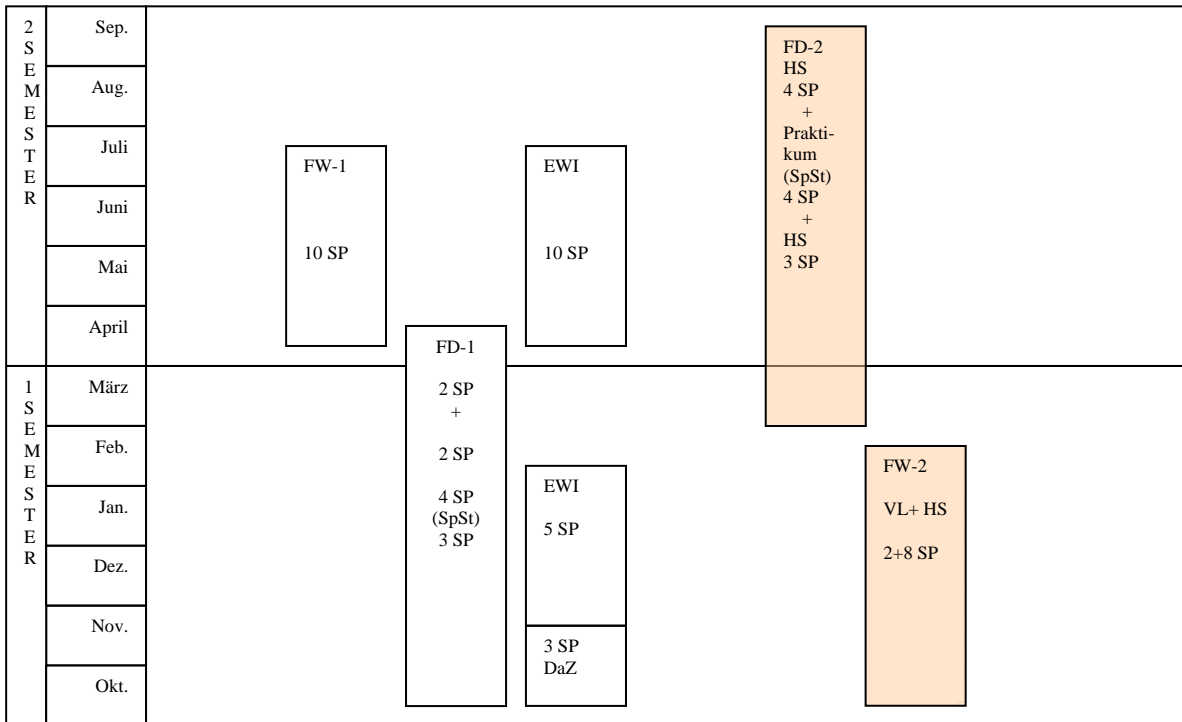 2
S
E
M
E
S
T
E
R
Sep.
Aug.
Juli
Juni
Mai
April
1
S
E
M
E
S
T
E
R
März
Feb.
Jan.
Dez.
Nov.
Okt.
FW-1
10 SP
FD-1
2 SP
+
2 SP
4 SP
(SpSt)
3 SP
EWI
10 SP
EWI
5 SP
3 SP
DaZ
FD-2
HS
4 SP
+
Prakti-
kum
(SpSt)
4 SP
+
HS
3 SP
FW-2
VL+ HS
2+8 SP